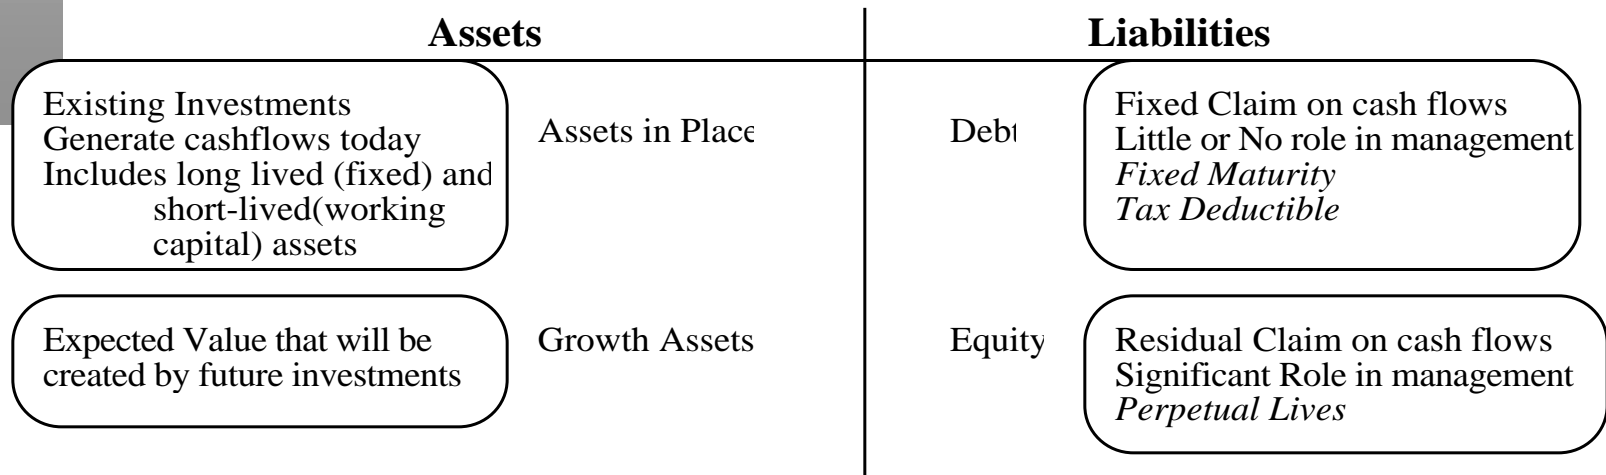 Assets
Liabilities
Existing Investments
Generate cashflows today
Includes long lived (fixed) and
short-lived(working
capital) assets
Assets in Place
Debt
Fixed Claim on cash flows
Little or No role in management
Fixed Maturity
Tax Deductible
Expected Value that will be
created by future investments
Growth Assets
Equity
Residual Claim on cash flows
Significant Role in management
Perpetual Lives